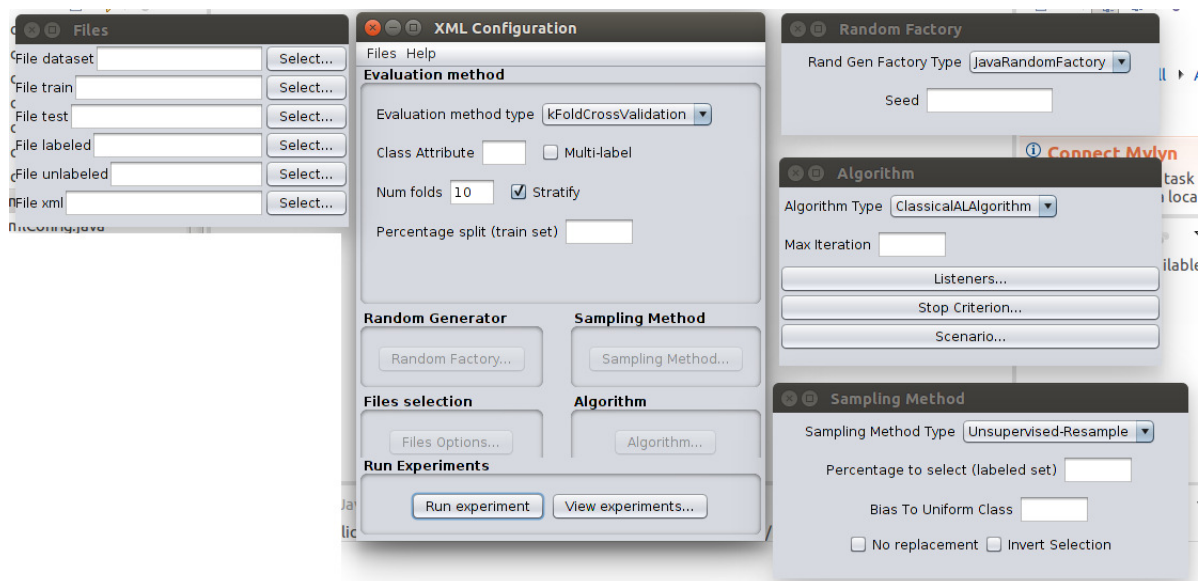 Files
File dataset Select...
File train Select...
File test Select...
File labeled Select...
File unlabeled Select...
File xml Select...
XML Configuration
Files Help
Evaluation method
Evaluation method type kFoldCrossValidation
Class Attribute Multi-label
Num folds 10 Stratify
Percentage split (train set)
Random Generator Sampling Method
Random Factory... Sampling Method...
Files selection Algorithm
Files Options... Algorithm...
Run Experiments
Run experiment View experiments...
Random Factory
Rand Gen Factory Type JavaRandomFactory
Seed
Connect Mylyn
task
loca
Algorithm
Algorithm Type ClassicalALAlgorithm
Max Iteration
Listeners...
Stop Criterion...
Scenario...
ilable
Sampling Method
Sampling Method Type Unsupervised-Resample
Percentage to select (labeled set)
Bias To Uniform Class
No replacement Invert Selection